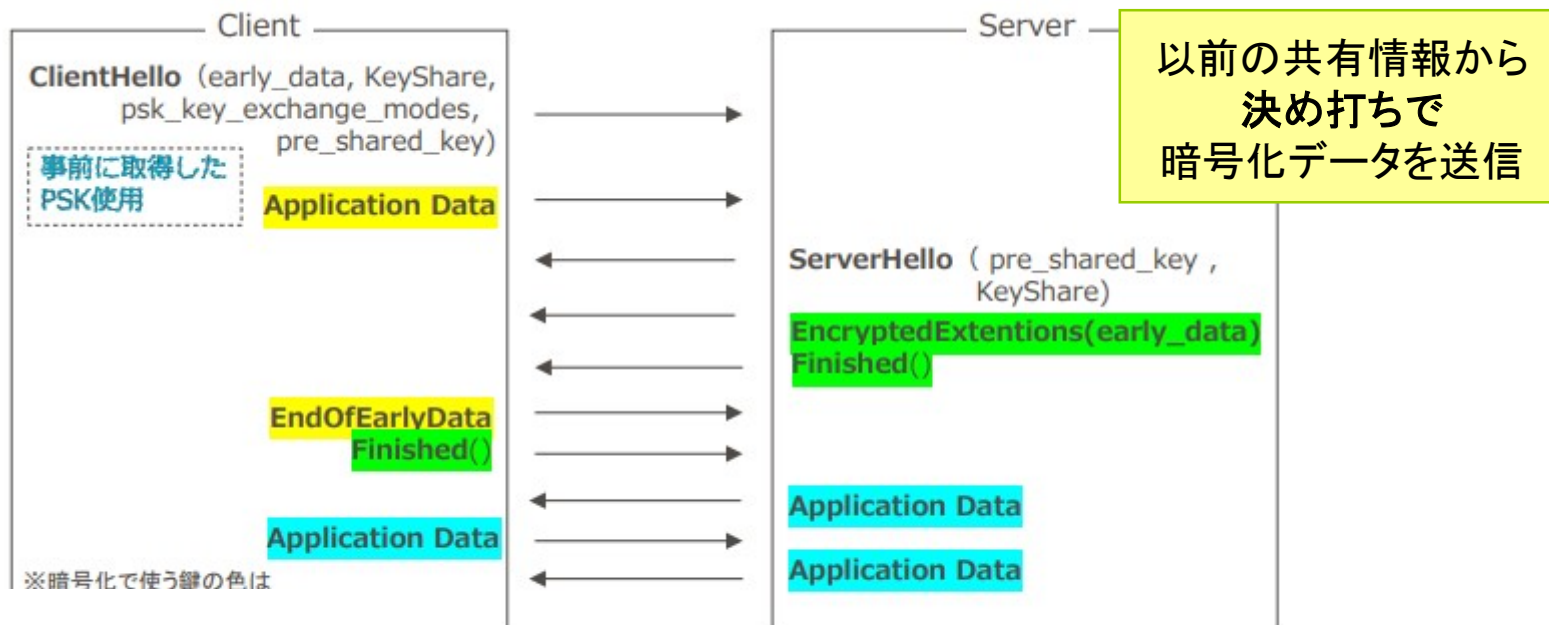 Client
ClientHello（early_data, KeyShare,
psk_key_exchange_modes,
pre_shared_key)
事前に取得した
PSK使用
Application Data
EndOfEarlyData
Finished()
Application Data
※暗号化で使う鍵の色は
Server
ServerHello（ pre_shared_key ,
KeyShare)
EncryptedExtentions(early_data)
Finished()
Application Data
Application Data
以前の共有情報から
決め打ちで
暗号化データを送信